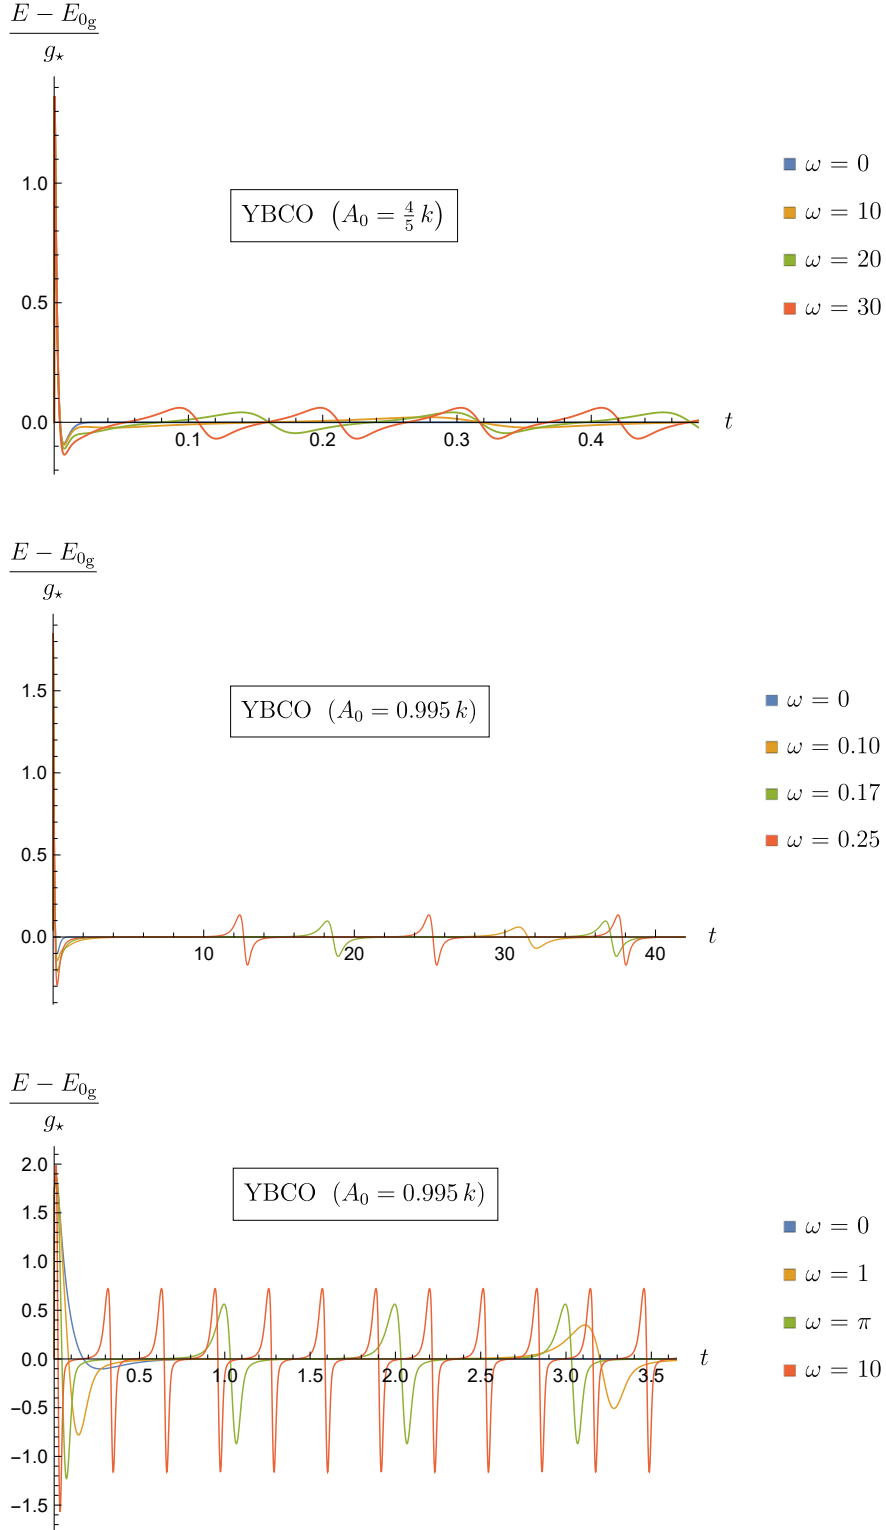 E − E₀g
g⋆
YBCO (A₀ = 4/5 k)
ω = 0
ω = 10
ω = 20
ω = 30
1.0
0.5
0.0
0.1 0.2 0.3 0.4
t
E − E₀g
g⋆
YBCO (A₀ = 0.995 k)
ω = 0
ω = 0.10
ω = 0.17
ω = 0.25
1.5
1.0
0.5
0.0
10 20 30 40
t
E − E₀g
g⋆
YBCO (A₀ = 0.995 k)
ω = 0
ω = 1
ω = π
ω = 10
2.0
1.5
1.0
0.5
0.0
0.5 1.0 1.5 2.0 2.5 3.0 3.5
t
−0.5
−1.0
−1.5